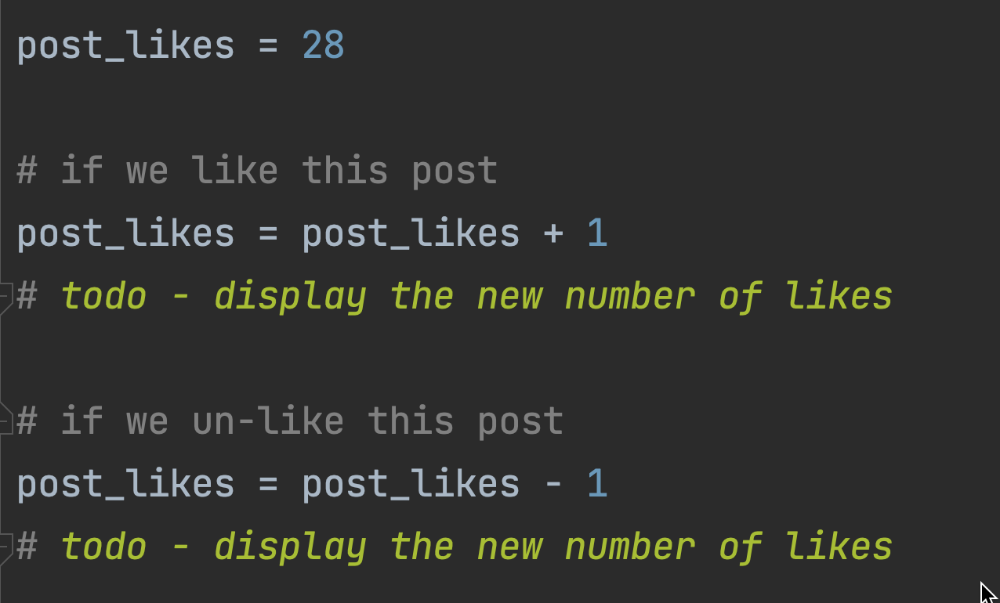 post_likes = 28
# if we like this post
post_likes = post_likes + 1
# todo - display the new number of likes
# if we un-like this post
post_likes = post_likes - 1
# todo - display the new number of likes